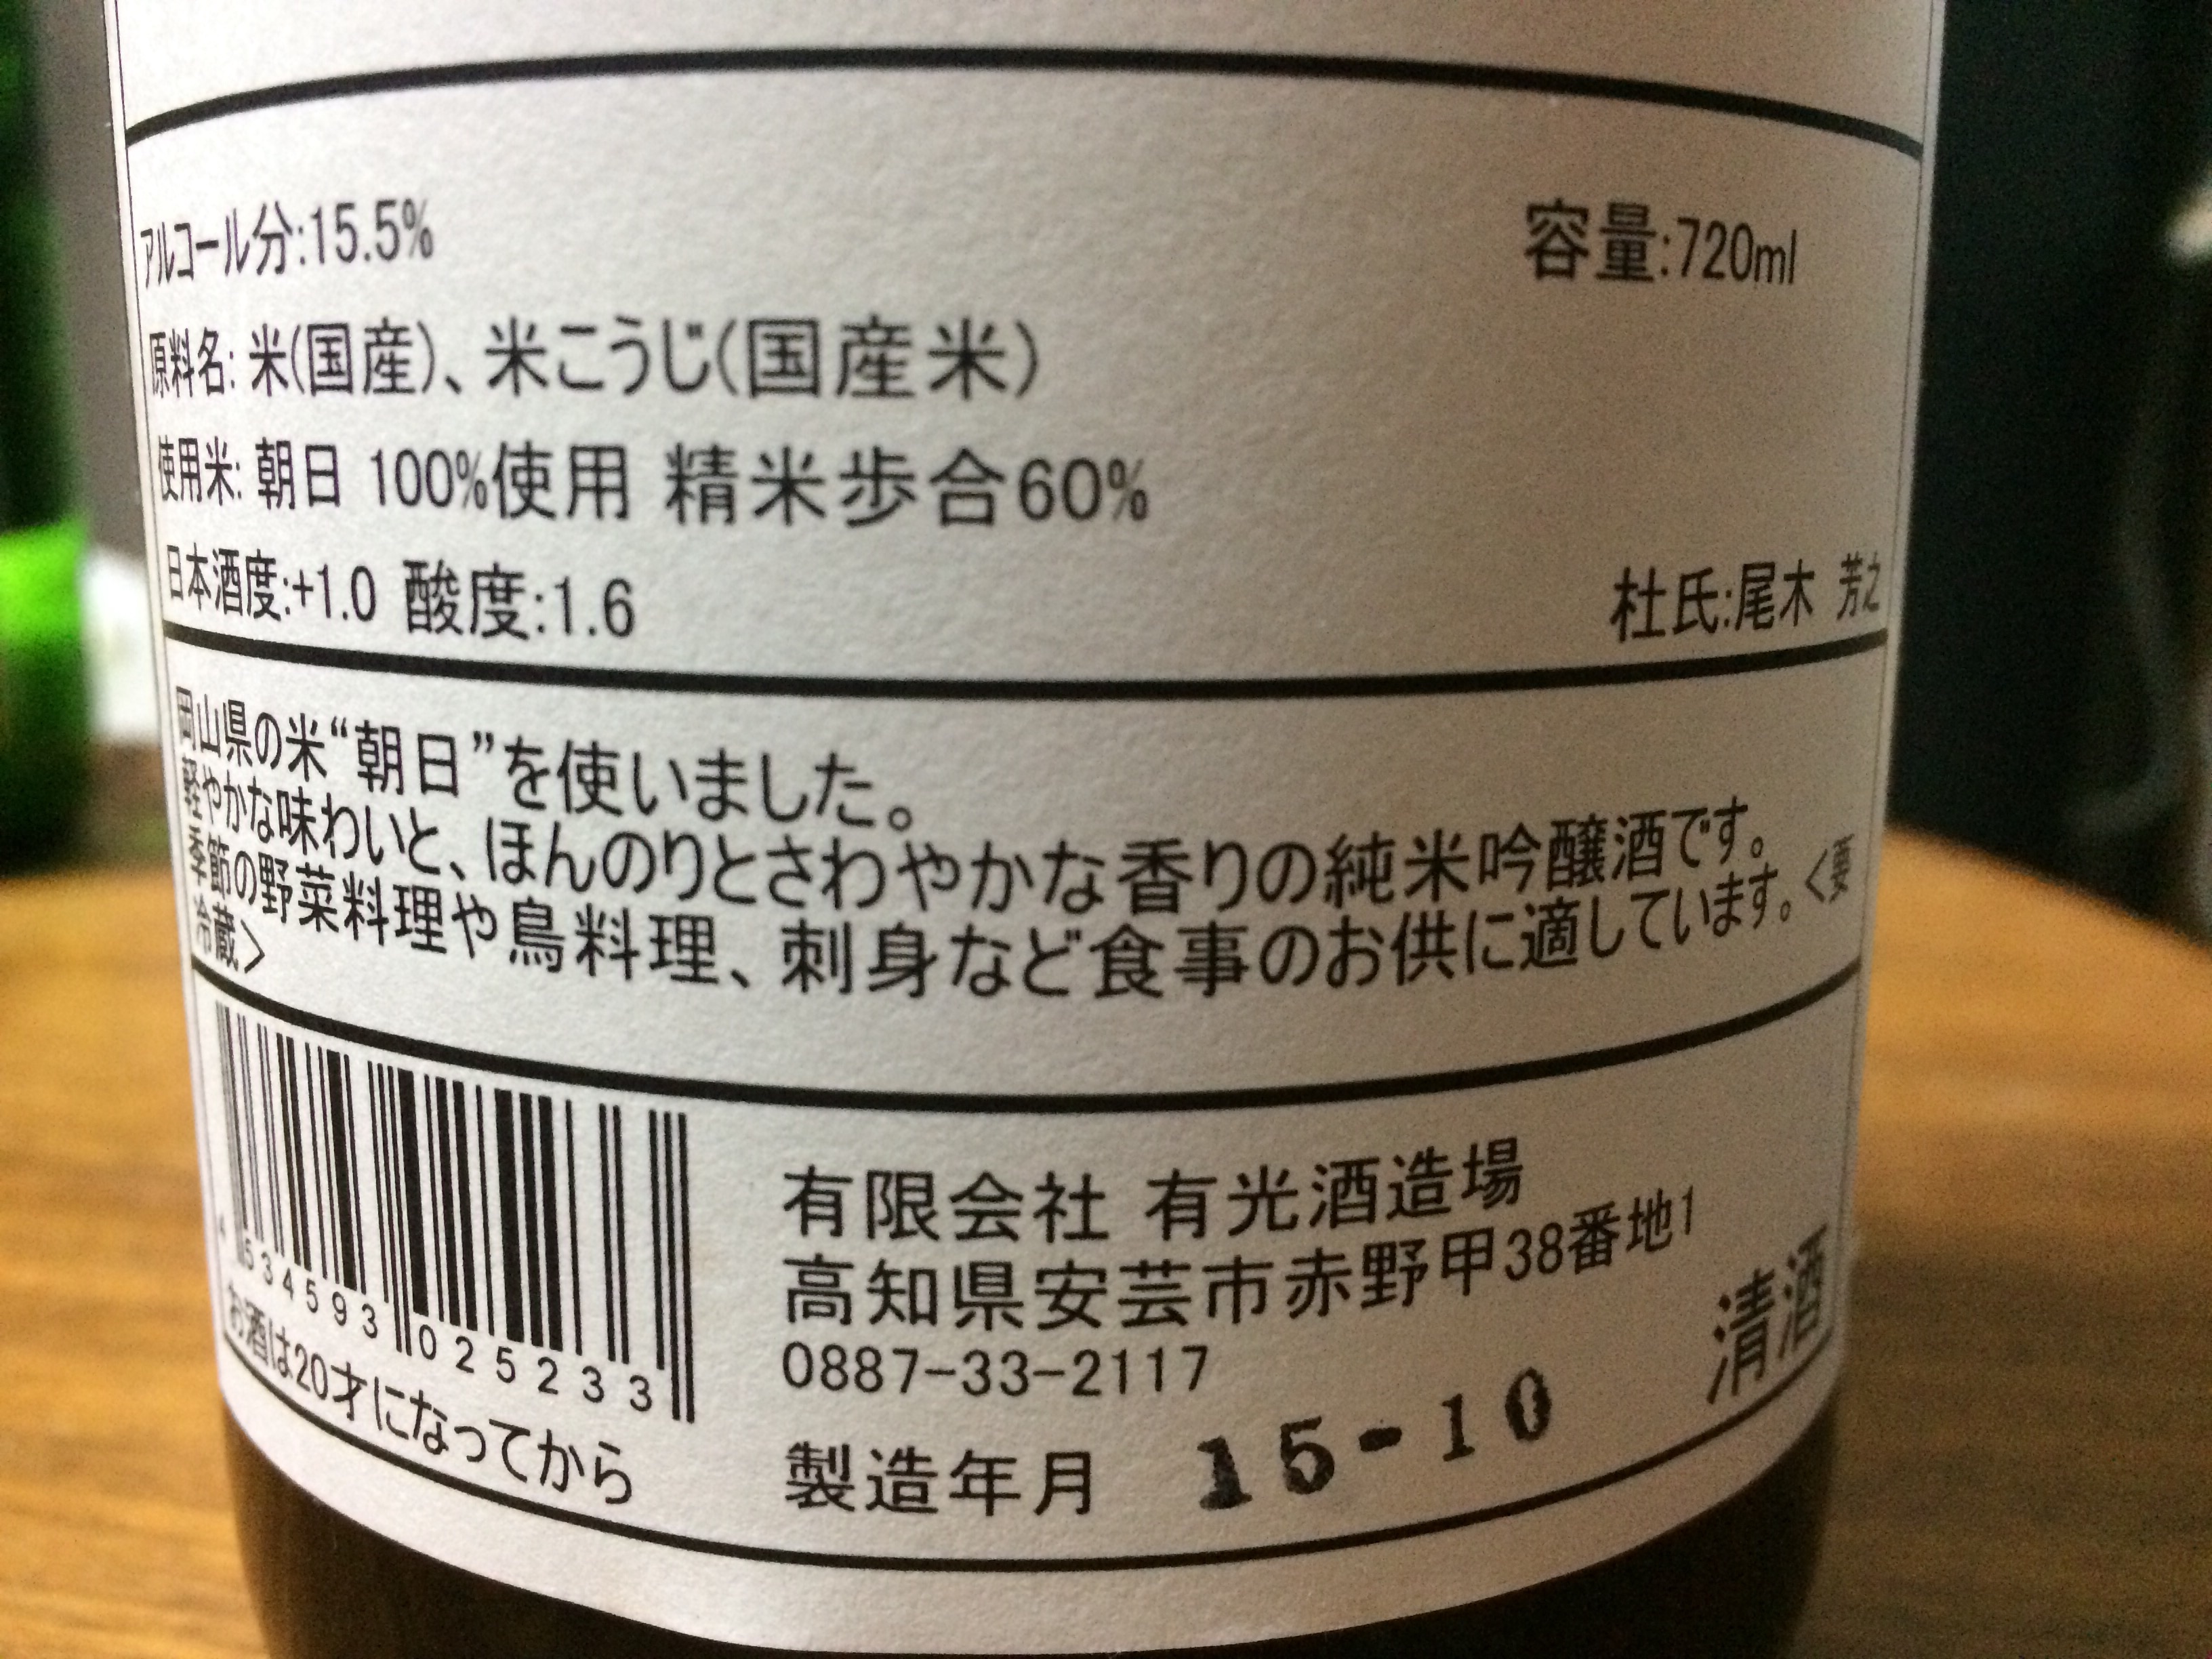 アルコール分:15.5%
容量:720ml
原料名: 米(国産)、米こうじ(国産米)
使用米: 朝日 100%使用 精米歩合60%
日本酒度:+1.0 酸度:1.6
杜氏:尾木 芳之
岡山県の米“朝日”を使いました。
軽やかな味わいと、ほんのりとさわやかな香りの純米吟醸酒です。
季節の野菜料理や鳥料理、刺身など食事のお供に適しています。<要
冷蔵>
4 534593 025233
お酒は20才になってから
有限会社 有光酒造場
高知県安芸市赤野甲38番地1
0887-33-2117
製造年月 15-10
清酒